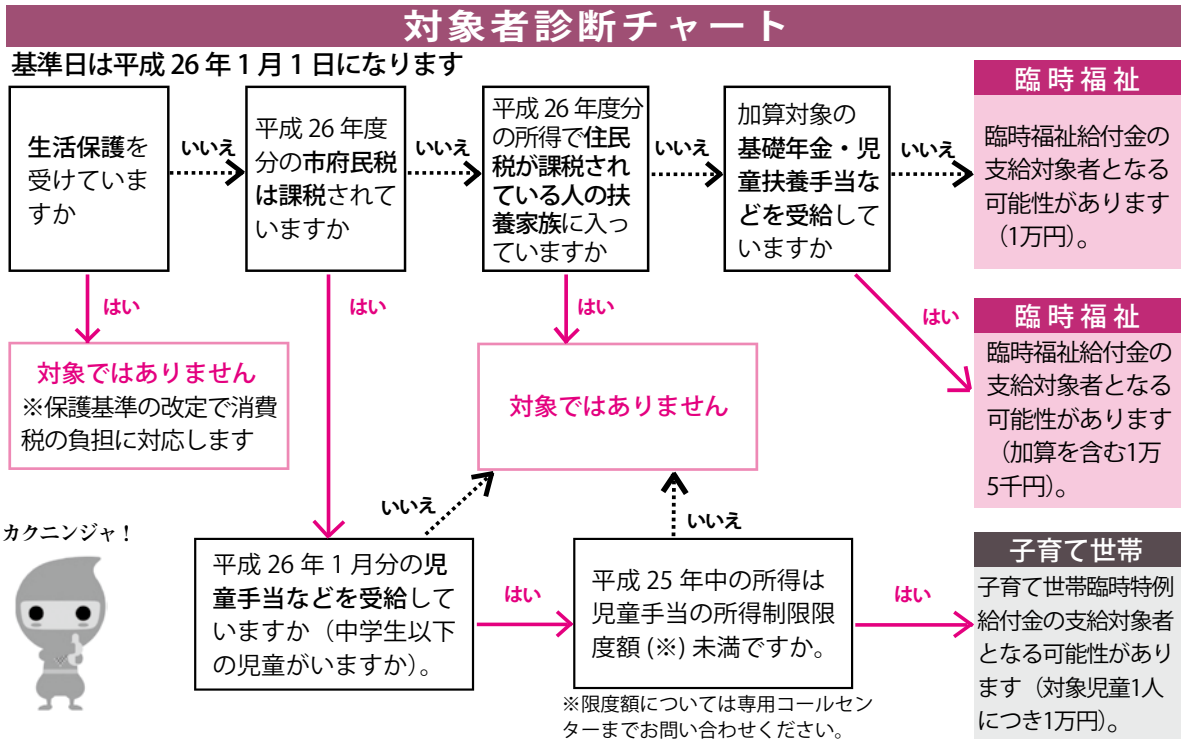 対象者診断チャート
基準日は平成 26 年 1 月 1 日になります
生活保護を
受けていま
すか
いいえ
平成 26 年度
分の市府民税
は課税されて
いますか
いいえ
平成 26 年度分
の所得で住民
税が課税され
ている人の扶
養家族に入っ
ていますか
いいえ
加算対象の
基礎年金・児
童扶養手当な
どを受給して
いますか
いいえ
臨時福祉
臨時福祉給付金の
支給対象者となる
可能性があります
（1万円）。
はい
はい
はい
はい
臨時福祉
臨時福祉給付金の
支給対象者となる
可能性があります
（加算を含む1万
5千円）。
対象ではありません
※保護基準の改定で消費
税の負担に対応します
対象ではありません
いいえ
いいえ
カクニンジャ！
平成 26 年 1 月分の児
童手当などを受給して
いますか（中学生以下
の児童がいますか）。
はい
平成 25 年中の所得は
児童手当の所得制限限
度額 (※) 未満ですか。
はい
子育て世帯
子育て世帯臨時特例
給付金の支給対象者
となる可能性があり
ます（対象児童1人
につき1万円）。
※限度額については専用コールセン
ターまでお問い合わせください。